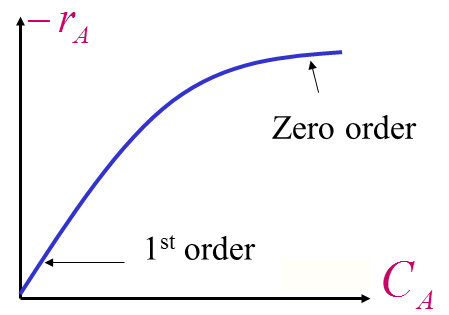 − r_A
Zero order
1st order
C_A